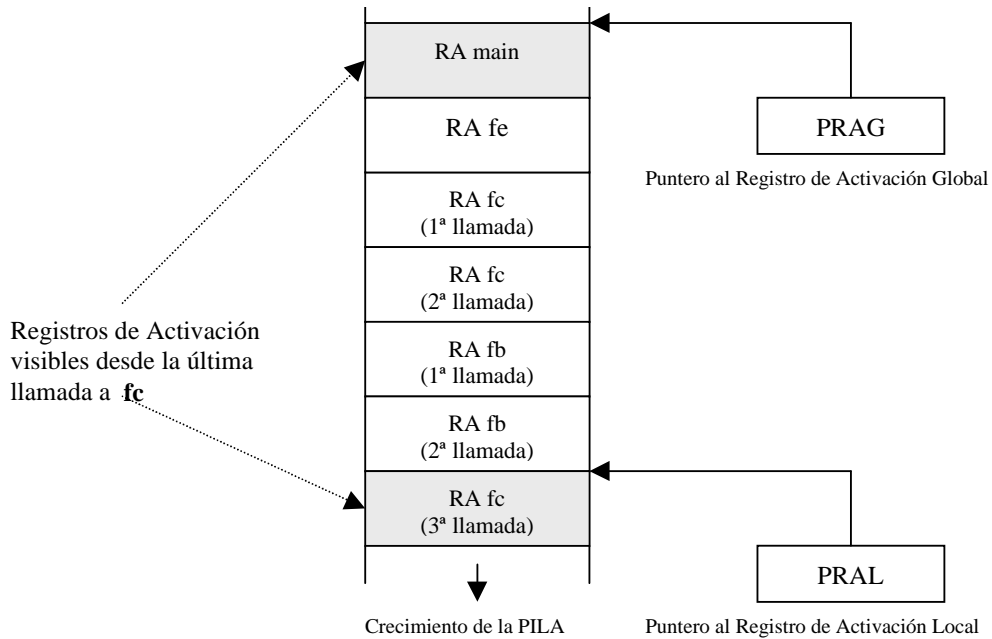 RA main
RA fe
PRAG
Puntero al Registro de Activación Global
RA fc
(1ª llamada)
RA fc
(2ª llamada)
Registros de Activación
visibles desde la última
llamada a fc
RA fb
(1ª llamada)
RA fb
(2ª llamada)
RA fc
(3ª llamada)
PRAL
Crecimiento de la PILA
Puntero al Registro de Activación Local